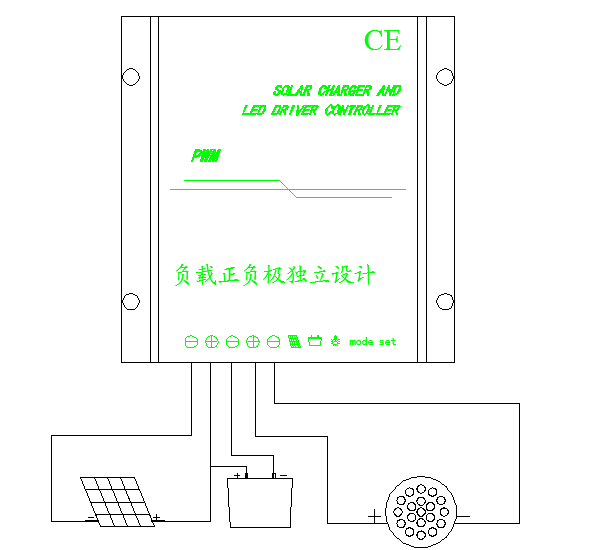 CE
SOLAR CHARGER AND
LED DRIVER CONTROLLER
PWM
负载正负极独立设计
mode set